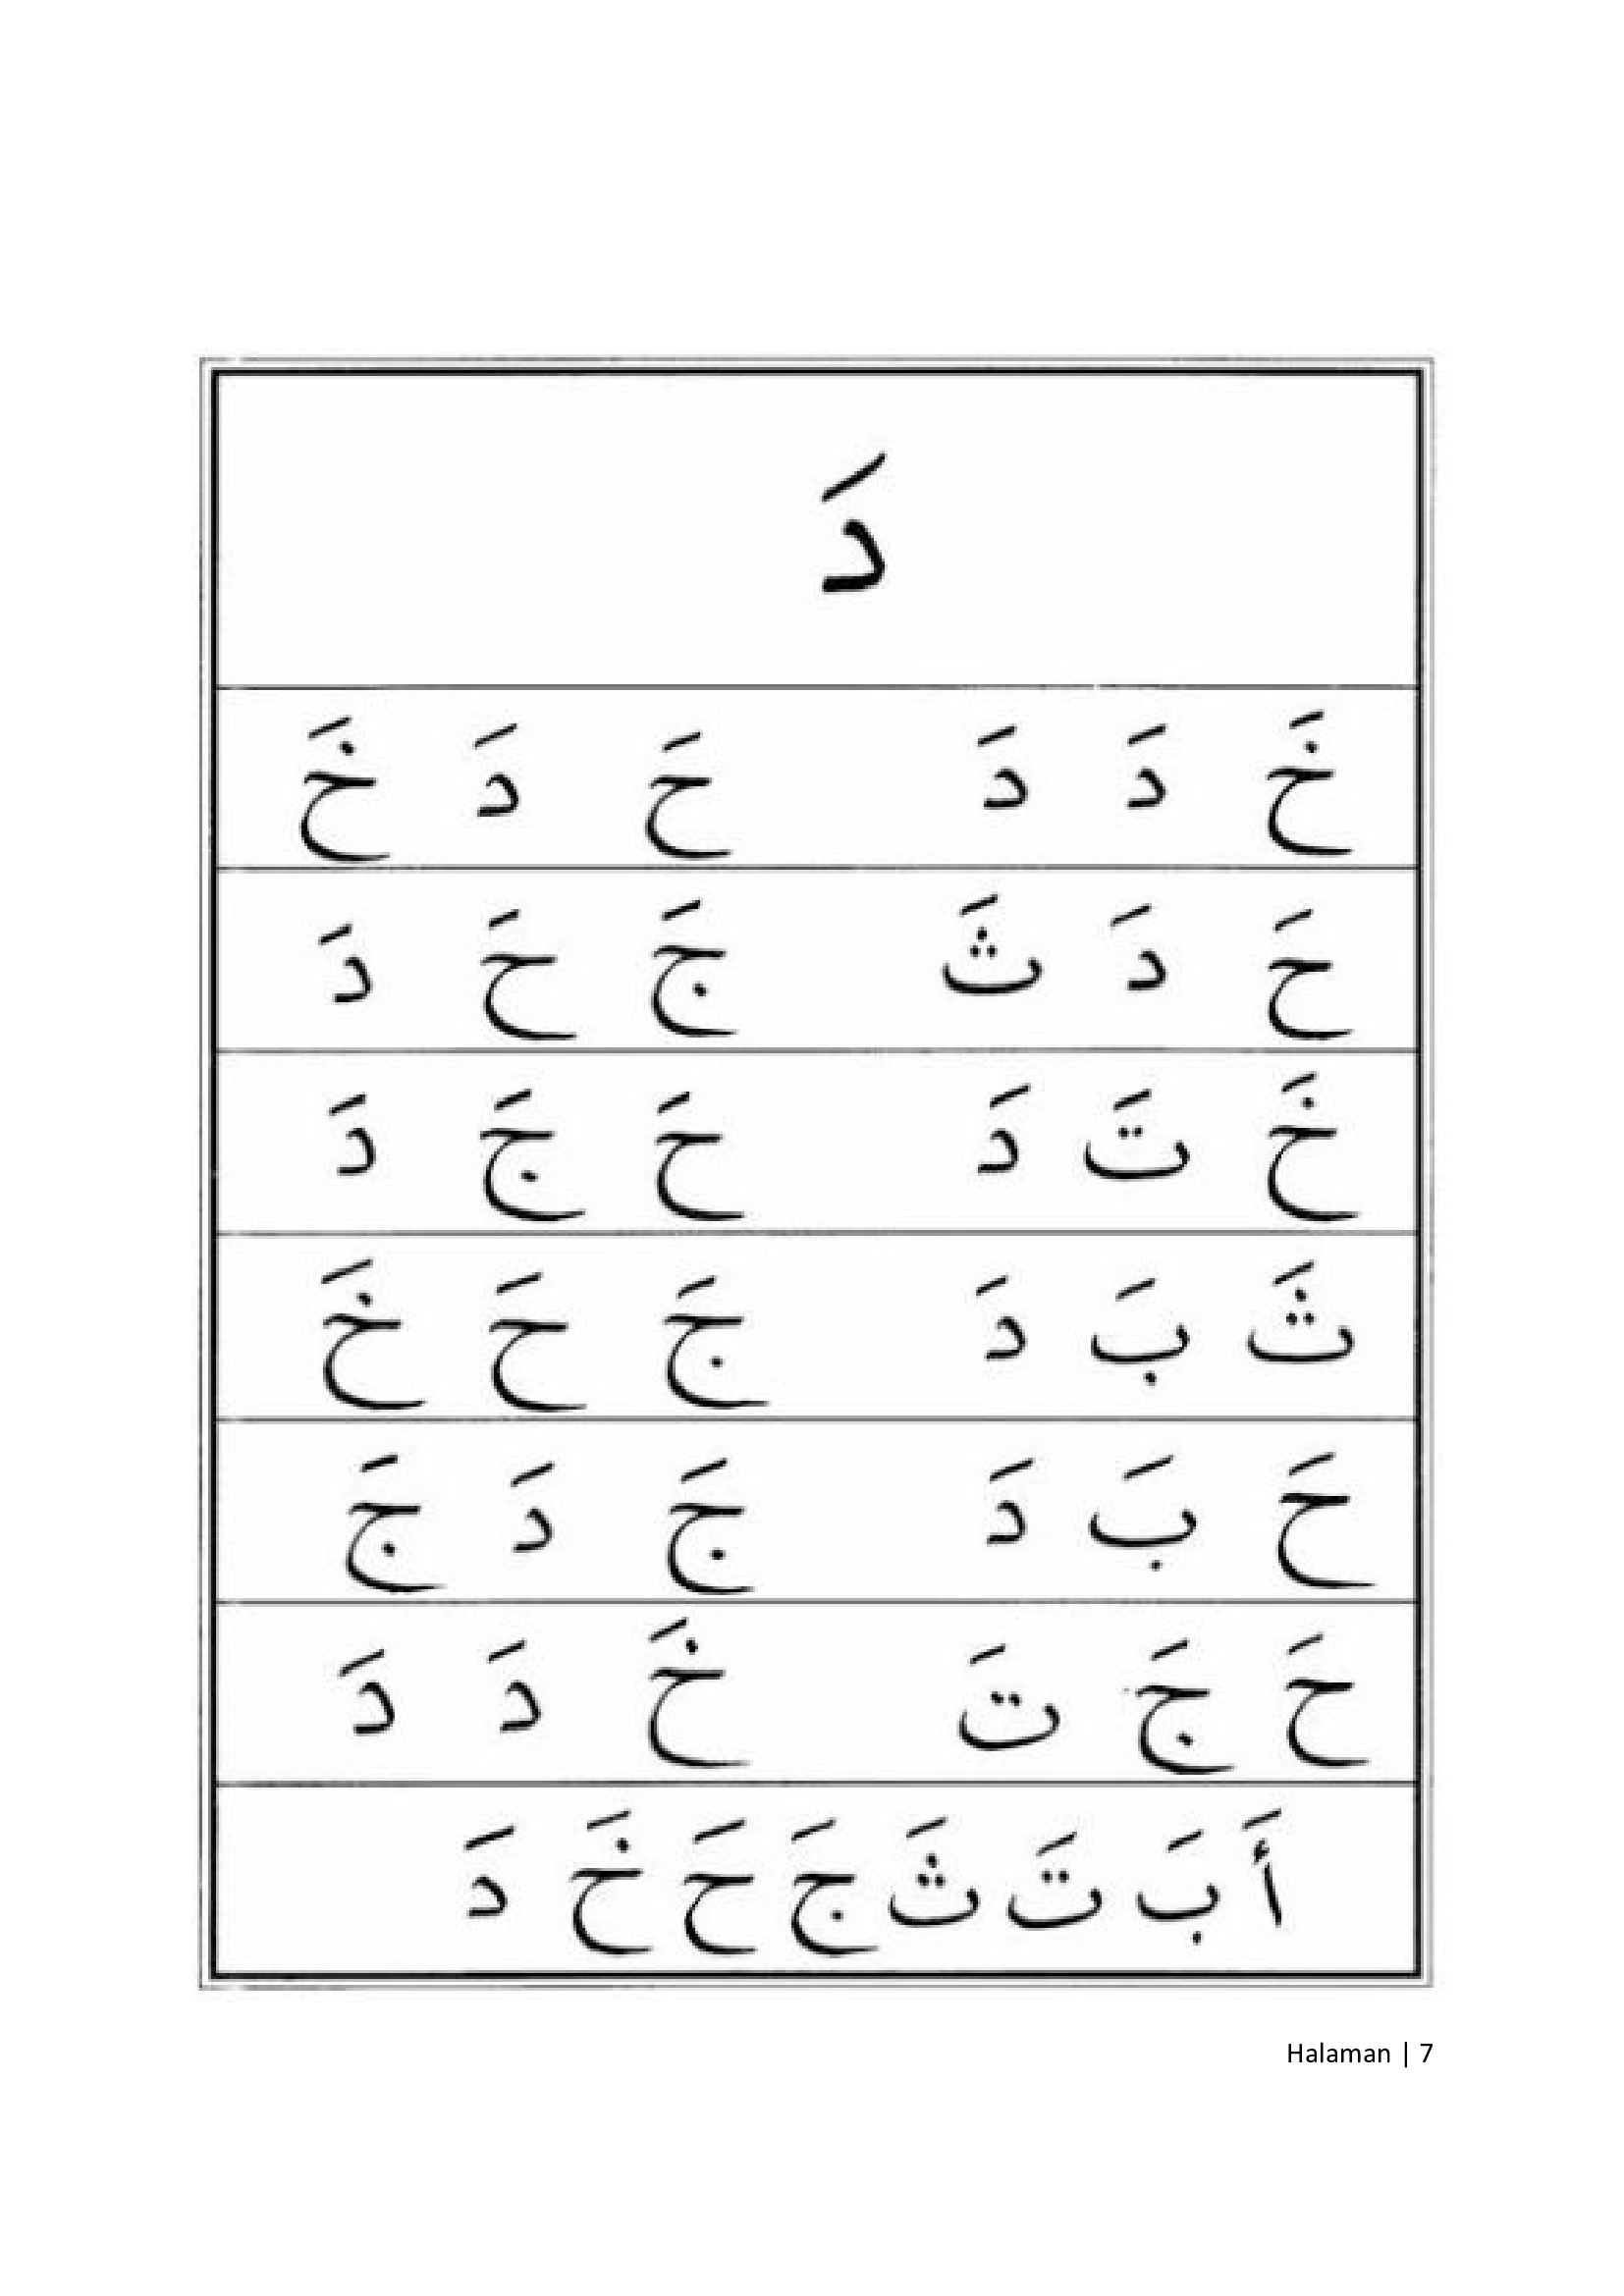 دَ
خَ دَ دَ حَ دَ خَ
حَ دَ ثَ جَ حَ دَ
خَ تَ دَ حَ جَ دَ
ثَ بَ دَ جَ حَ خَ
حَ بَ دَ جَ دَ جَ
حَ جَ تَ خَ دَ دَ
أَ بَ تَ ثَ جَ حَ خَ دَ
Halaman | 7